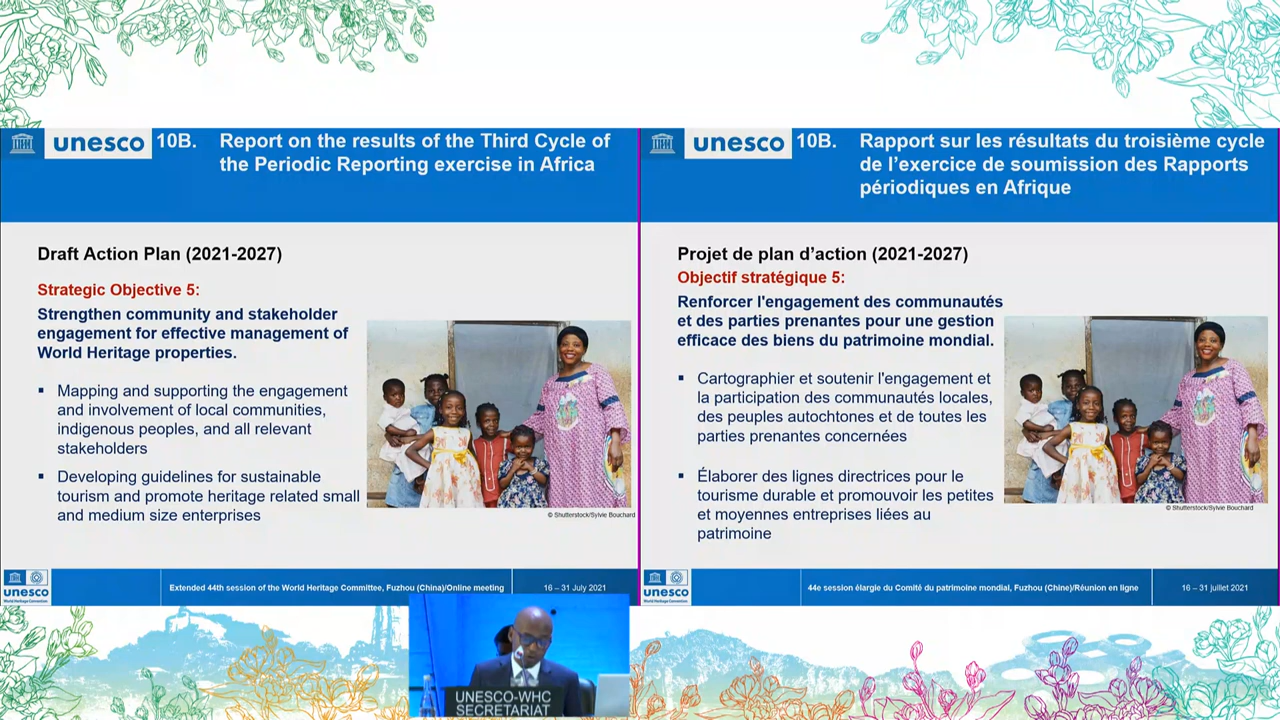 unesco
10B.
Report on the results of the Third Cycle of
the Periodic Reporting exercise in Africa
Draft Action Plan (2021-2027)
Strategic Objective 5:
Strengthen community and stakeholder
engagement for effective management of
World Heritage properties.
▪ Mapping and supporting the engagement
and involvement of local communities,
indigenous peoples, and all relevant
stakeholders
▪ Developing guidelines for sustainable
tourism and promote heritage related small
and medium size enterprises
© Shutterstock/Sylvie Bouchard
unesco
World Heritage Convention
Extended 44th session of the World Heritage Committee, Fuzhou (China)/Online meeting
16 – 31 July 2021
unesco
10B.
Rapport sur les résultats du troisième cycle
de l’exercice de soumission des Rapports
périodiques en Afrique
Projet de plan d’action (2021-2027)
Objectif stratégique 5:
Renforcer l'engagement des communautés
et des parties prenantes pour une gestion
efficace des biens du patrimoine mondial.
▪ Cartographier et soutenir l'engagement et
la participation des communautés locales,
des peuples autochtones et de toutes les
parties prenantes concernées
▪ Élaborer des lignes directrices pour le
tourisme durable et promouvoir les petites
et moyennes entreprises liées au
patrimoine
© Shutterstock/Sylvie Bouchard
unesco
World Heritage Convention
44e session élargie du Comité du patrimoine mondial, Fuzhou (Chine)/Réunion en ligne
16 – 31 juillet 2021
UNESCO-WHC
SECRETARIAT